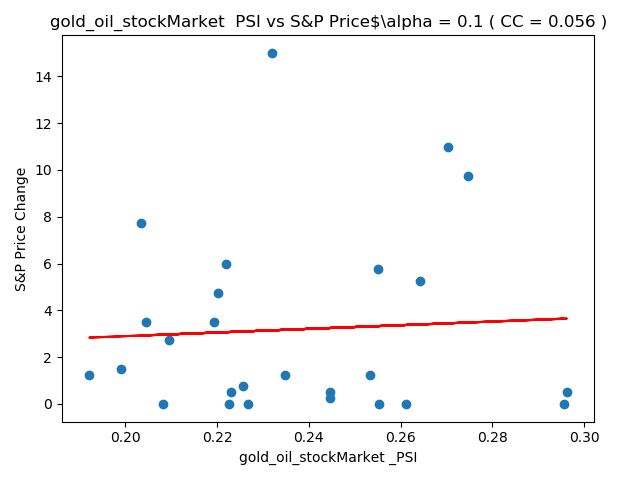 gold_oil_stockMarket  PSI vs S&P Price$\alpha = 0.1 ( CC = 0.056 )
14
12
10
8
6
4
2
0
S&P Price Change
0.20 0.22 0.24 0.26 0.28 0.30
gold_oil_stockMarket _PSI